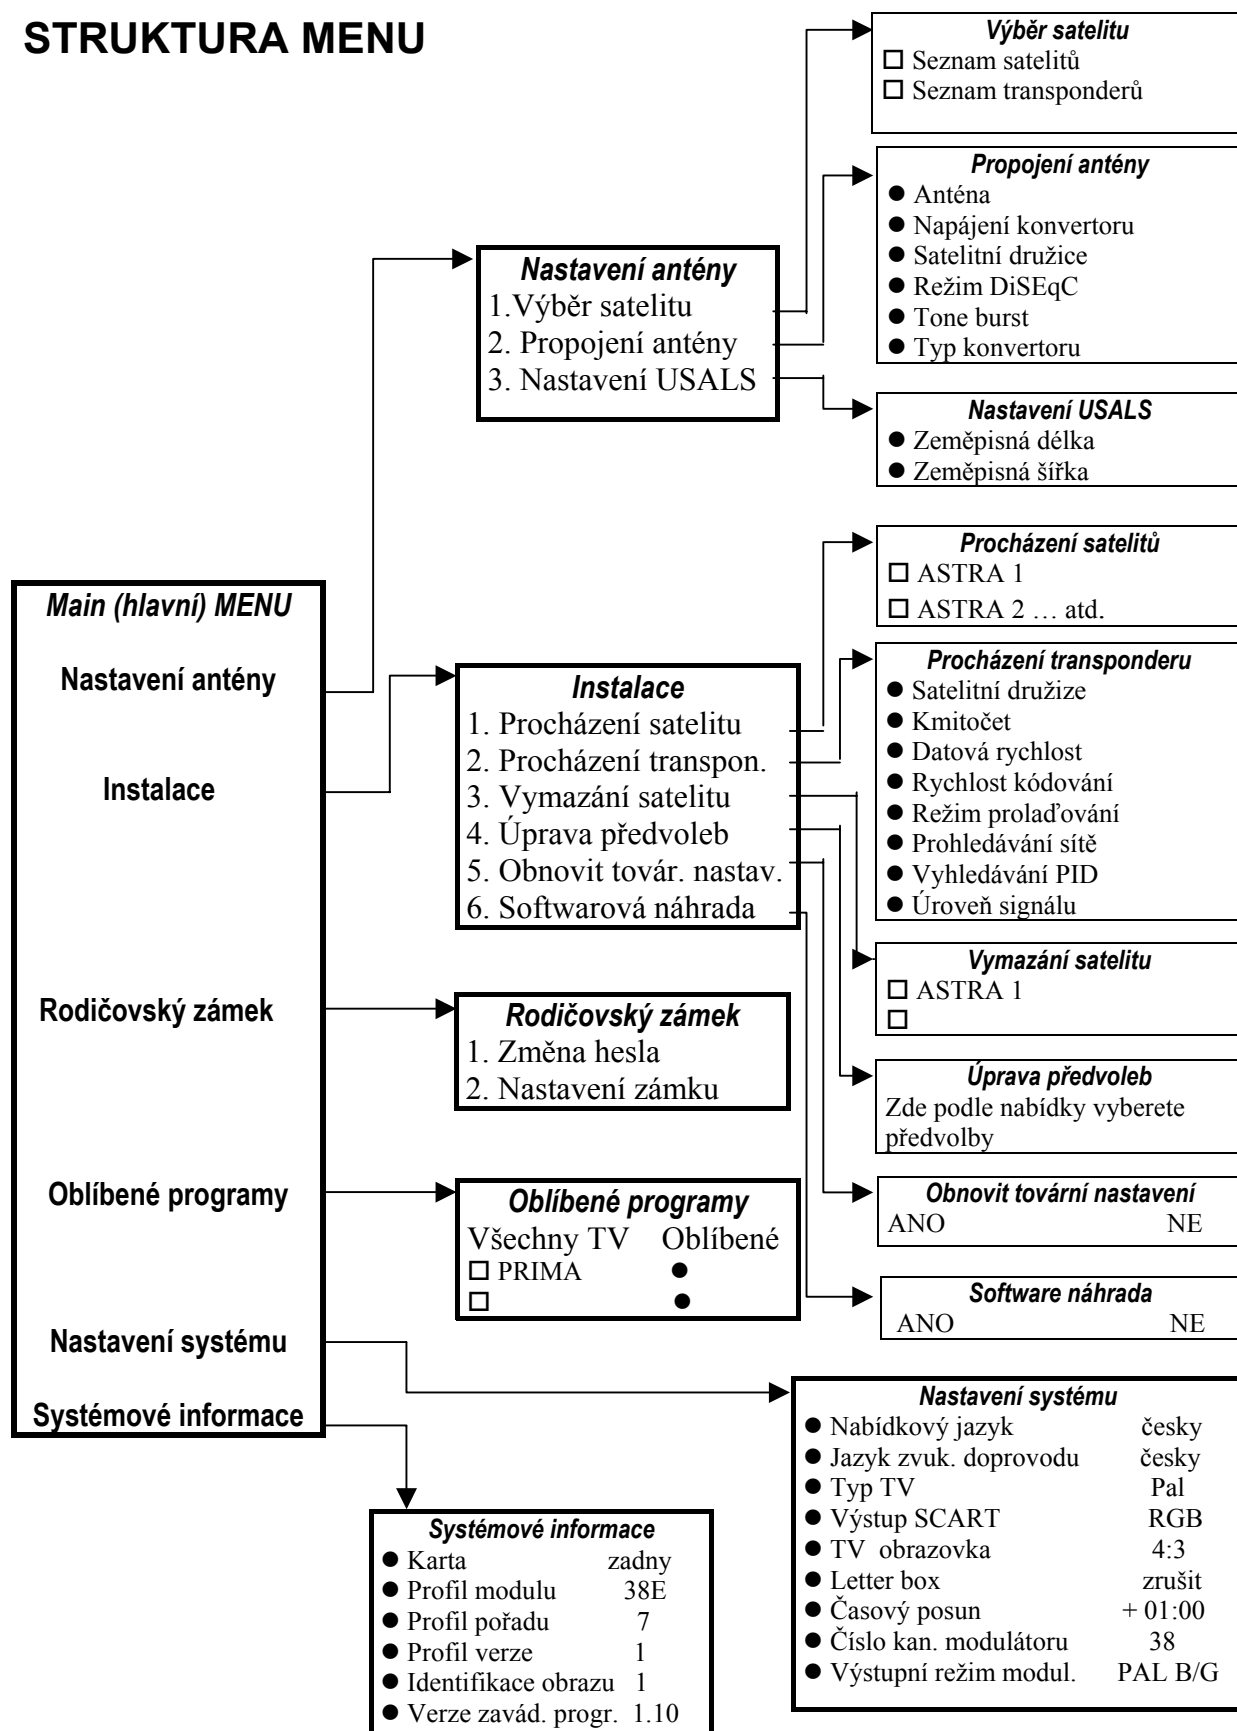 STRUKTURA MENU
Výběr satelitu
Seznam satelitů
Seznam transponderů
Propojení antény
Anténa
Napájení konvertoru
Satelitní družice
Režim DiSEqC
Tone burst
Typ konvertoru
Nastavení antény
1.Výběr satelitu
2. Propojení antény
3. Nastavení USALS
Nastavení USALS
Zeměpisná délka
Zeměpisná šířka
Procházení satelitů
ASTRA 1
ASTRA 2 … atd.
Main (hlavní) MENU
Nastavení antény
Instalace
Rodičovský zámek
Oblíbené programy
Nastavení systému
Systémové informace
Instalace
1. Procházení satelitu
2. Procházení transpon.
3. Vymazání satelitu
4. Úprava předvoleb
5. Obnovit továr. nastav.
6. Softwarová náhrada
Procházení transponderu
Satelitní družize
Kmitočet
Datová rychlost
Rychlost kódování
Režim prolaďování
Prohledávání sítě
Vyhledávání PID
Úroveň signálu
Vymazání satelitu
ASTRA 1
Rodičovský zámek
1. Změna hesla
2. Nastavení zámku
Úprava předvoleb
Zde podle nabídky vyberete
předvolby
Oblíbené programy
Všechny TV Oblíbené
PRIMA
Obnovit tovární nastavení
ANO NE
Software náhrada
ANO NE
Nastavení systému
Nabídkový jazyk česky
Jazyk zvuk. doprovodu česky
Typ TV Pal
Výstup SCART RGB
TV obrazovka 4:3
Letter box zrušit
Časový posun + 01:00
Číslo kan. modulátoru 38
Výstupní režim modul. PAL B/G
Systémové informace
Karta zadny
Profil modulu 38E
Profil pořadu 7
Profil verze 1
Identifikace obrazu 1
Verze zavád. progr. 1.10